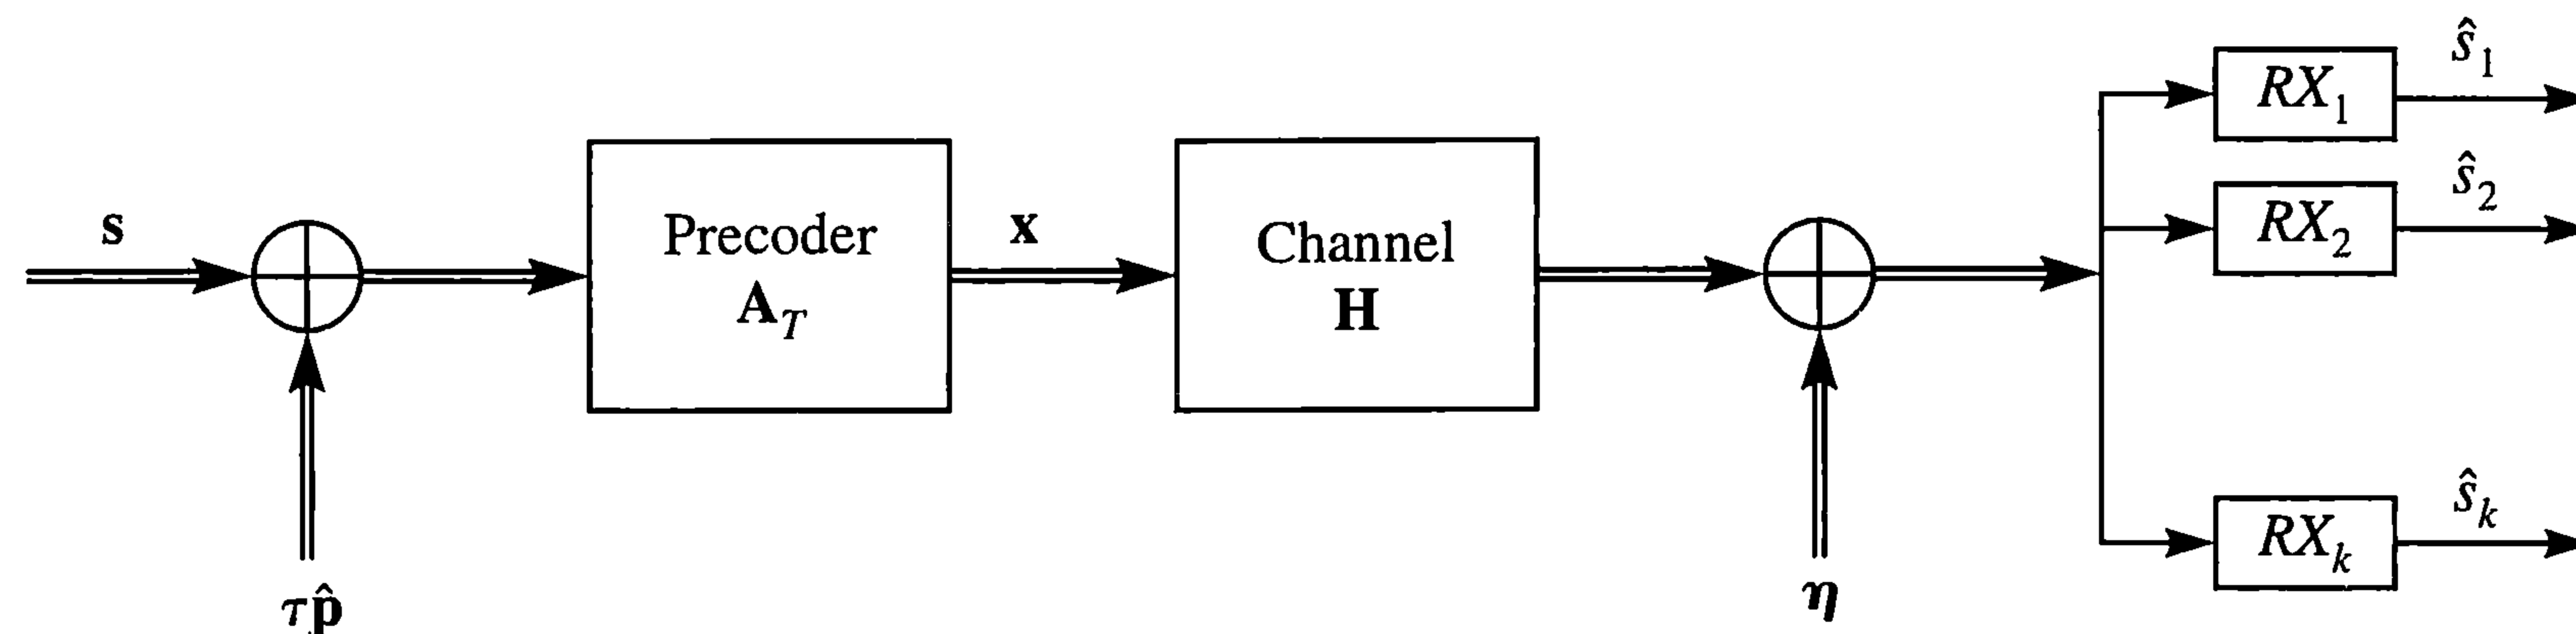 s
τp̂
Precoder
A_T
x
Channel
H
η
RX_1
ŝ_1
RX_2
ŝ_2
RX_k
ŝ_k